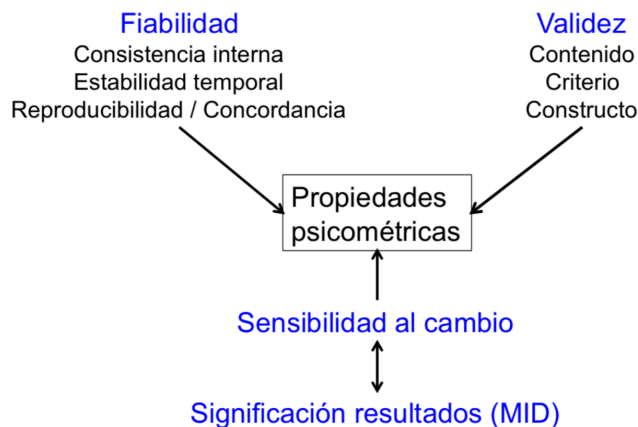 Fiabilidad
Consistencia interna
Estabilidad temporal
Reproducibilidad / Concordancia
Validez
Contenido
Criterio
Constructo
Propiedades
psicométricas
Sensibilidad al cambio
Significación resultados (MID)